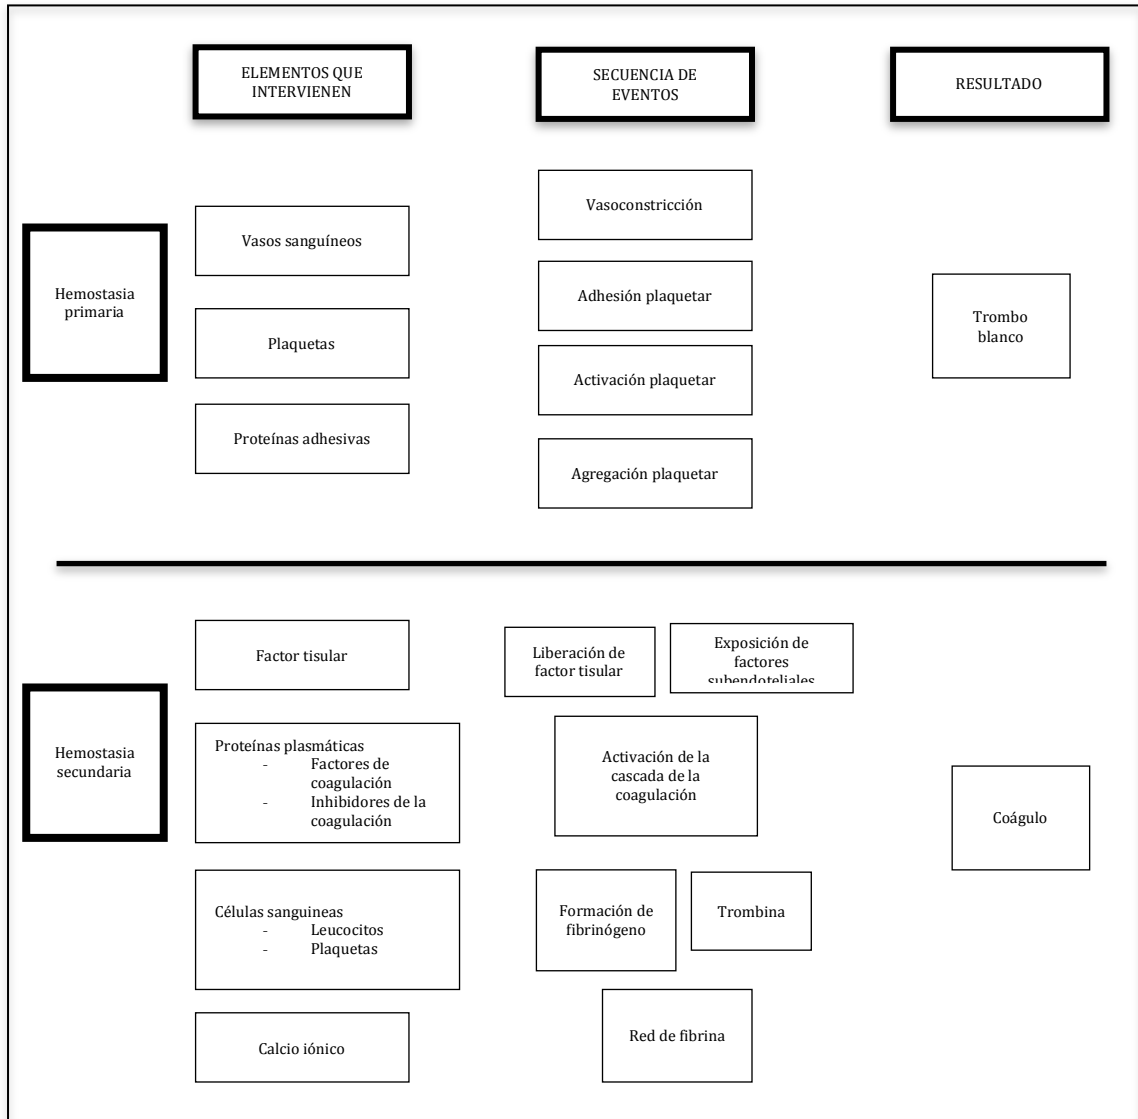 ELEMENTOS QUE
INTERVIENEN
SECUENCIA DE
EVENTOS
RESULTADO
Hemostasia
primaria
Vasos sanguíneos
Plaquetas
Proteínas adhesivas
Vasoconstricción
Adhesión plaquetar
Activación plaquetar
Agregación plaquetar
Trombo
blanco
Hemostasia
secundaria
Factor tisular
Proteínas plasmáticas
- Factores de
coagulación
- Inhibidores de la
coagulación
Células sanguineas
- Leucocitos
- Plaquetas
Calcio iónico
Liberación de
factor tisular
Exposición de
factores
subendoteliales
Activación de la
cascada de la
coagulación
Formación de
fibrinógeno
Trombina
Red de fibrina
Coágulo